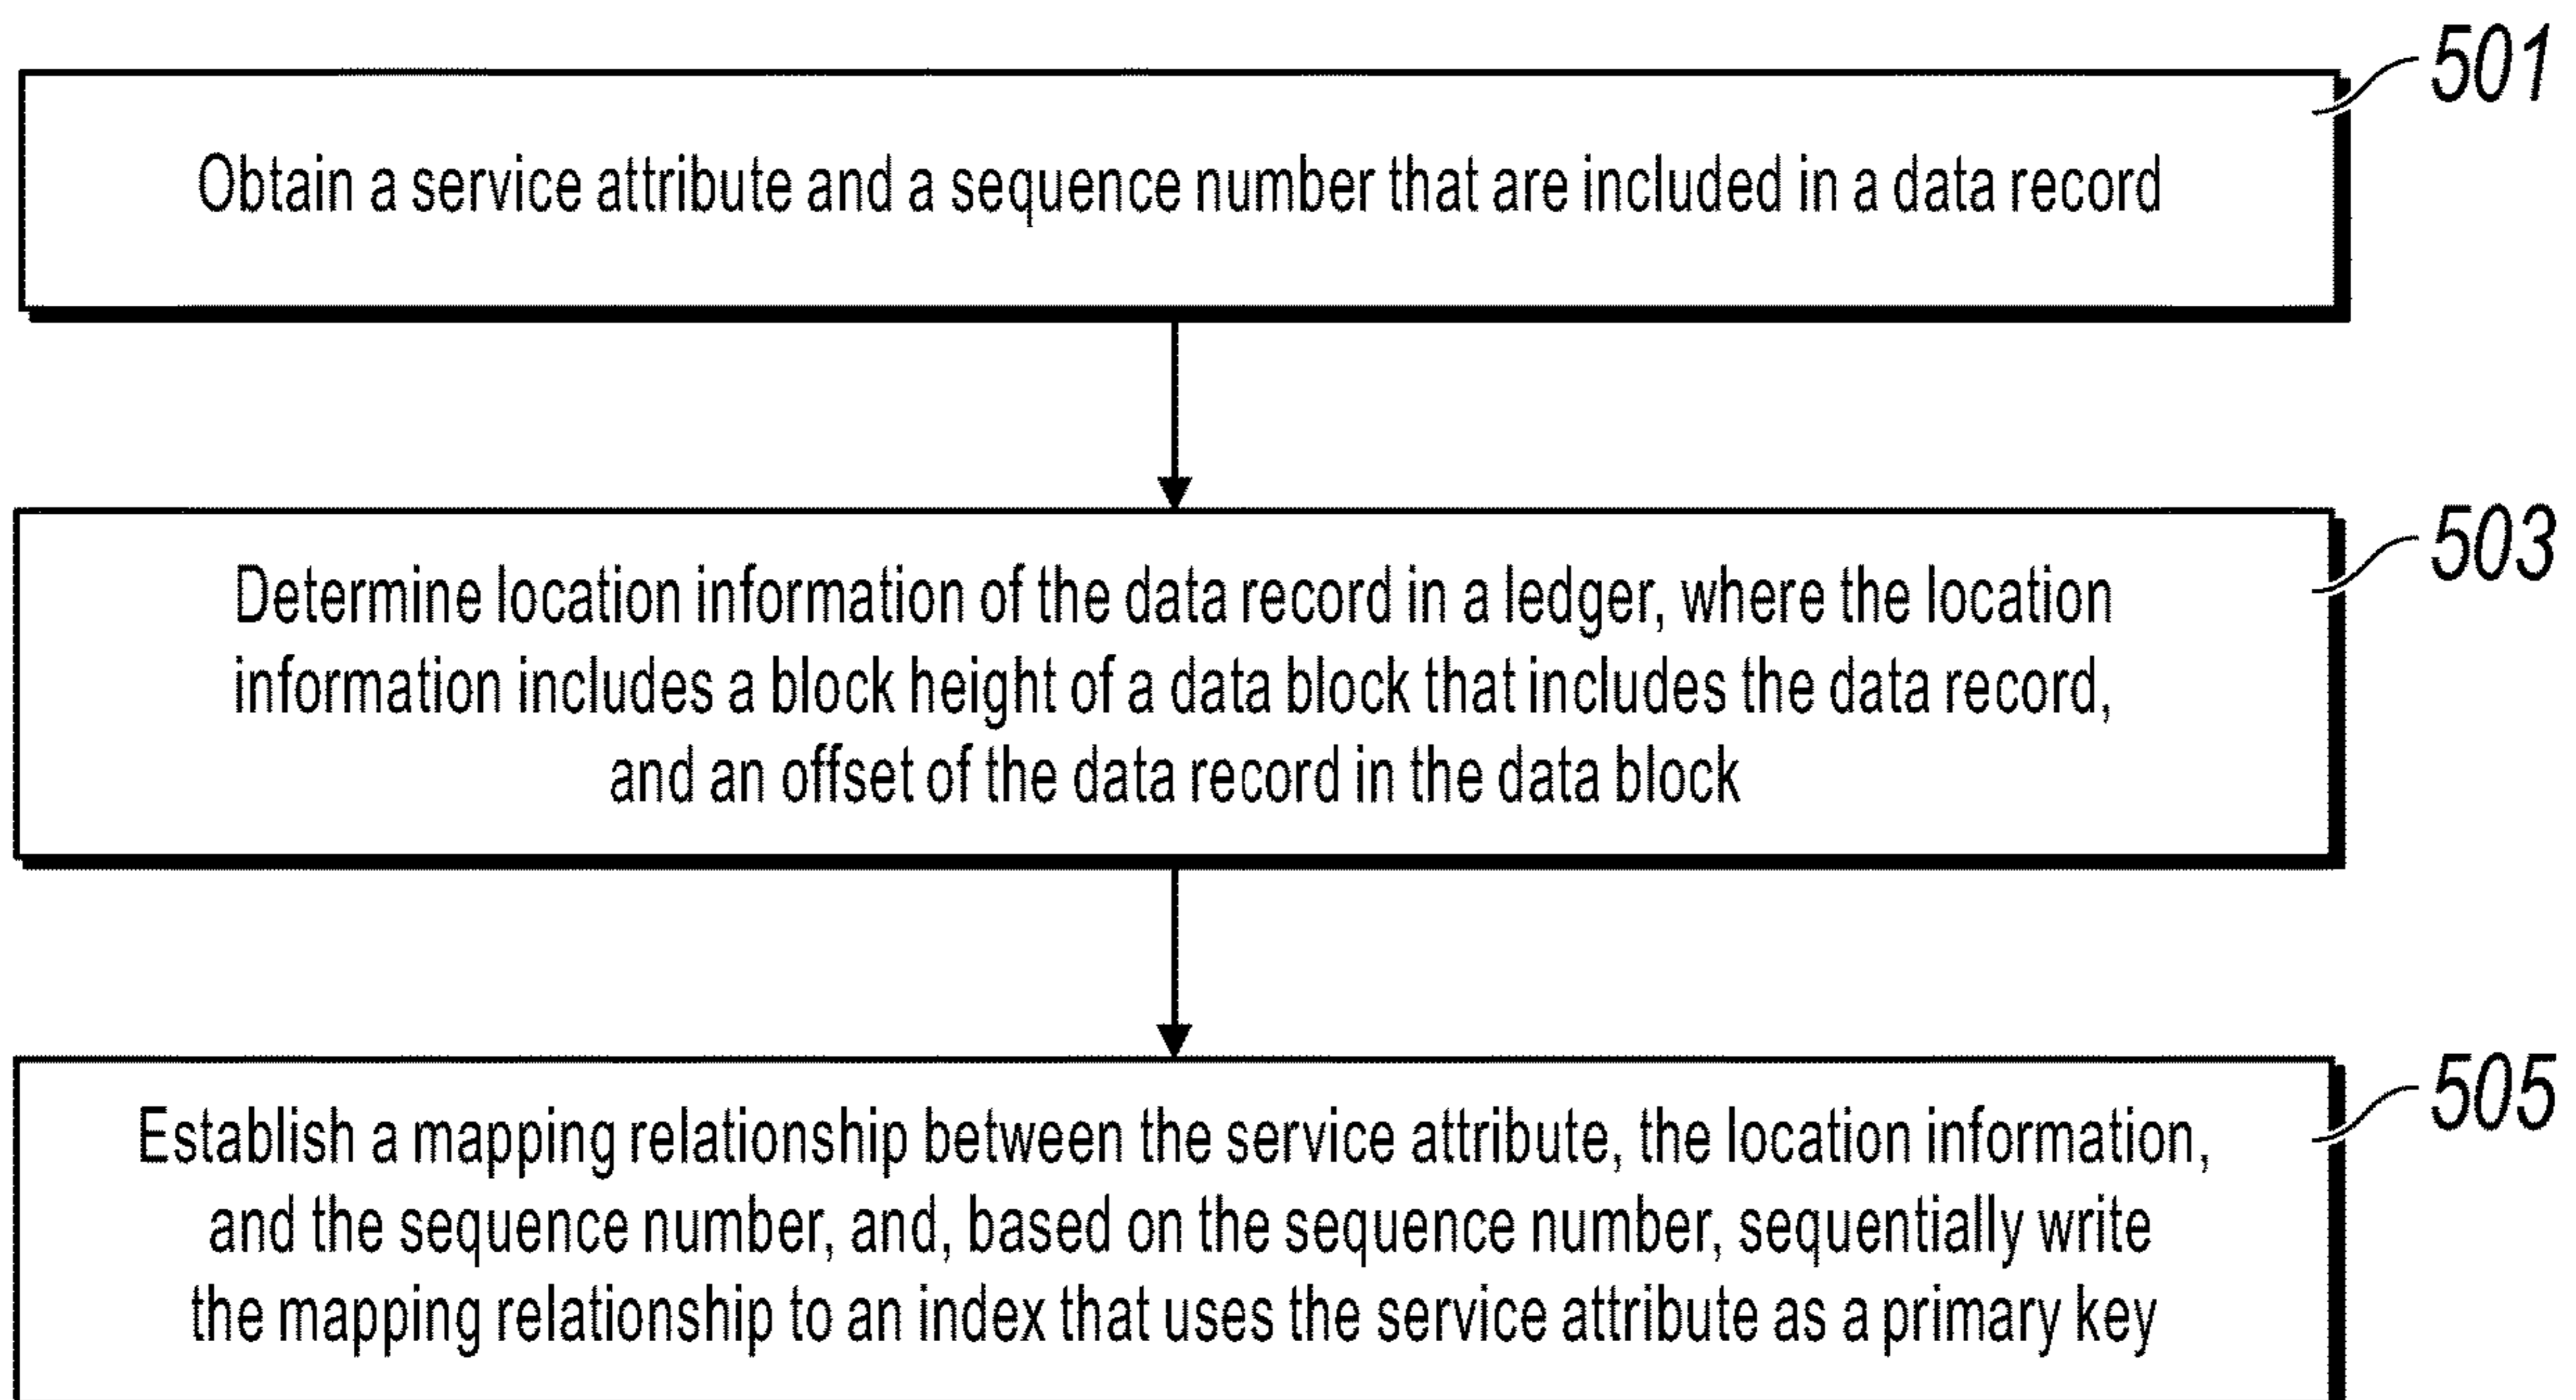 501
Obtain a service attribute and a sequence number that are included in a data record
503
Determine location information of the data record in a ledger, where the location
information includes a block height of a data block that includes the data record,
and an offset of the data record in the data block
505
Establish a mapping relationship between the service attribute, the location information,
and the sequence number, and, based on the sequence number, sequentially write
the mapping relationship to an index that uses the service attribute as a primary key